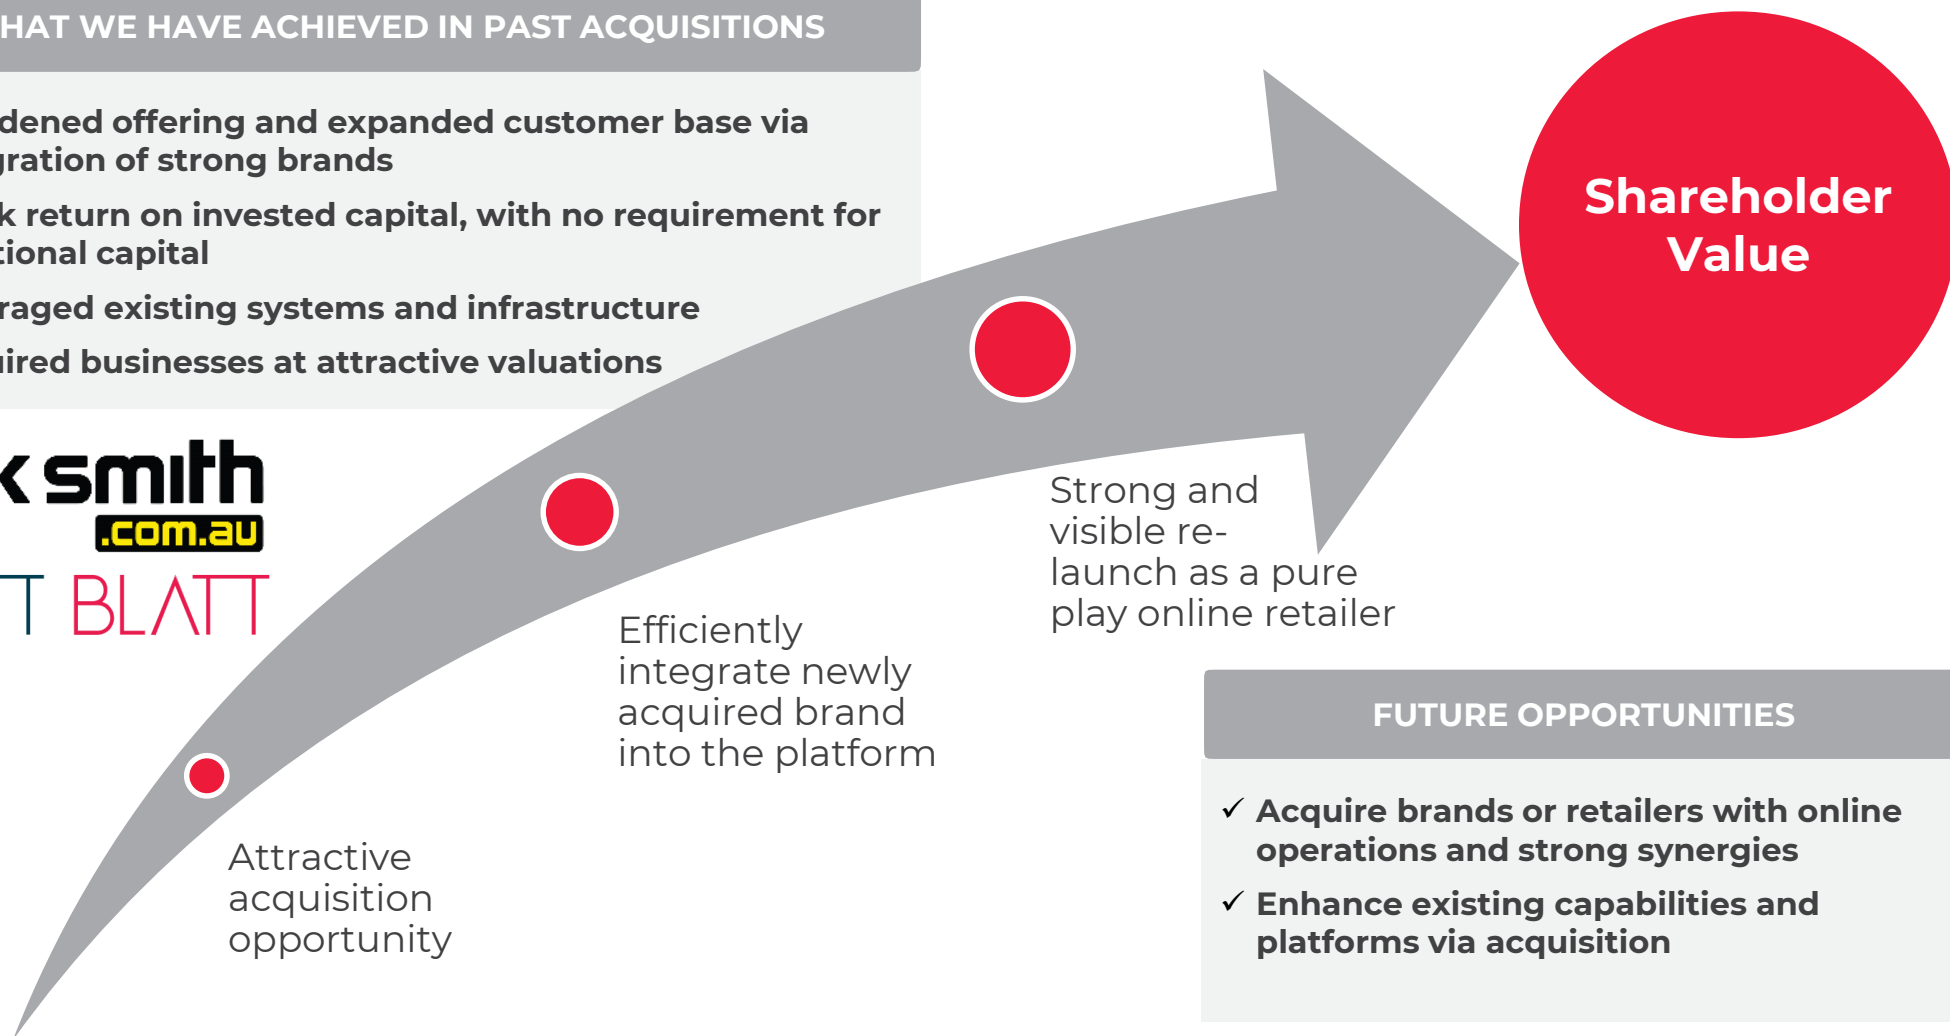 HAT WE HAVE ACHIEVED IN PAST ACQUISITIONS
dened offering and expanded customer base via
gration of strong brands
k return on invested capital, with no requirement for
tional capital
raged existing systems and infrastructure
uired businesses at attractive valuations
k smith
.com.au
T BLATT
Shareholder
Value
Strong and
visible re-
launch as a pure
play online retailer
Efficiently
integrate newly
acquired brand
into the platform
Attractive
acquisition
opportunity
FUTURE OPPORTUNITIES
✓ Acquire brands or retailers with online
operations and strong synergies
✓ Enhance existing capabilities and
platforms via acquisition